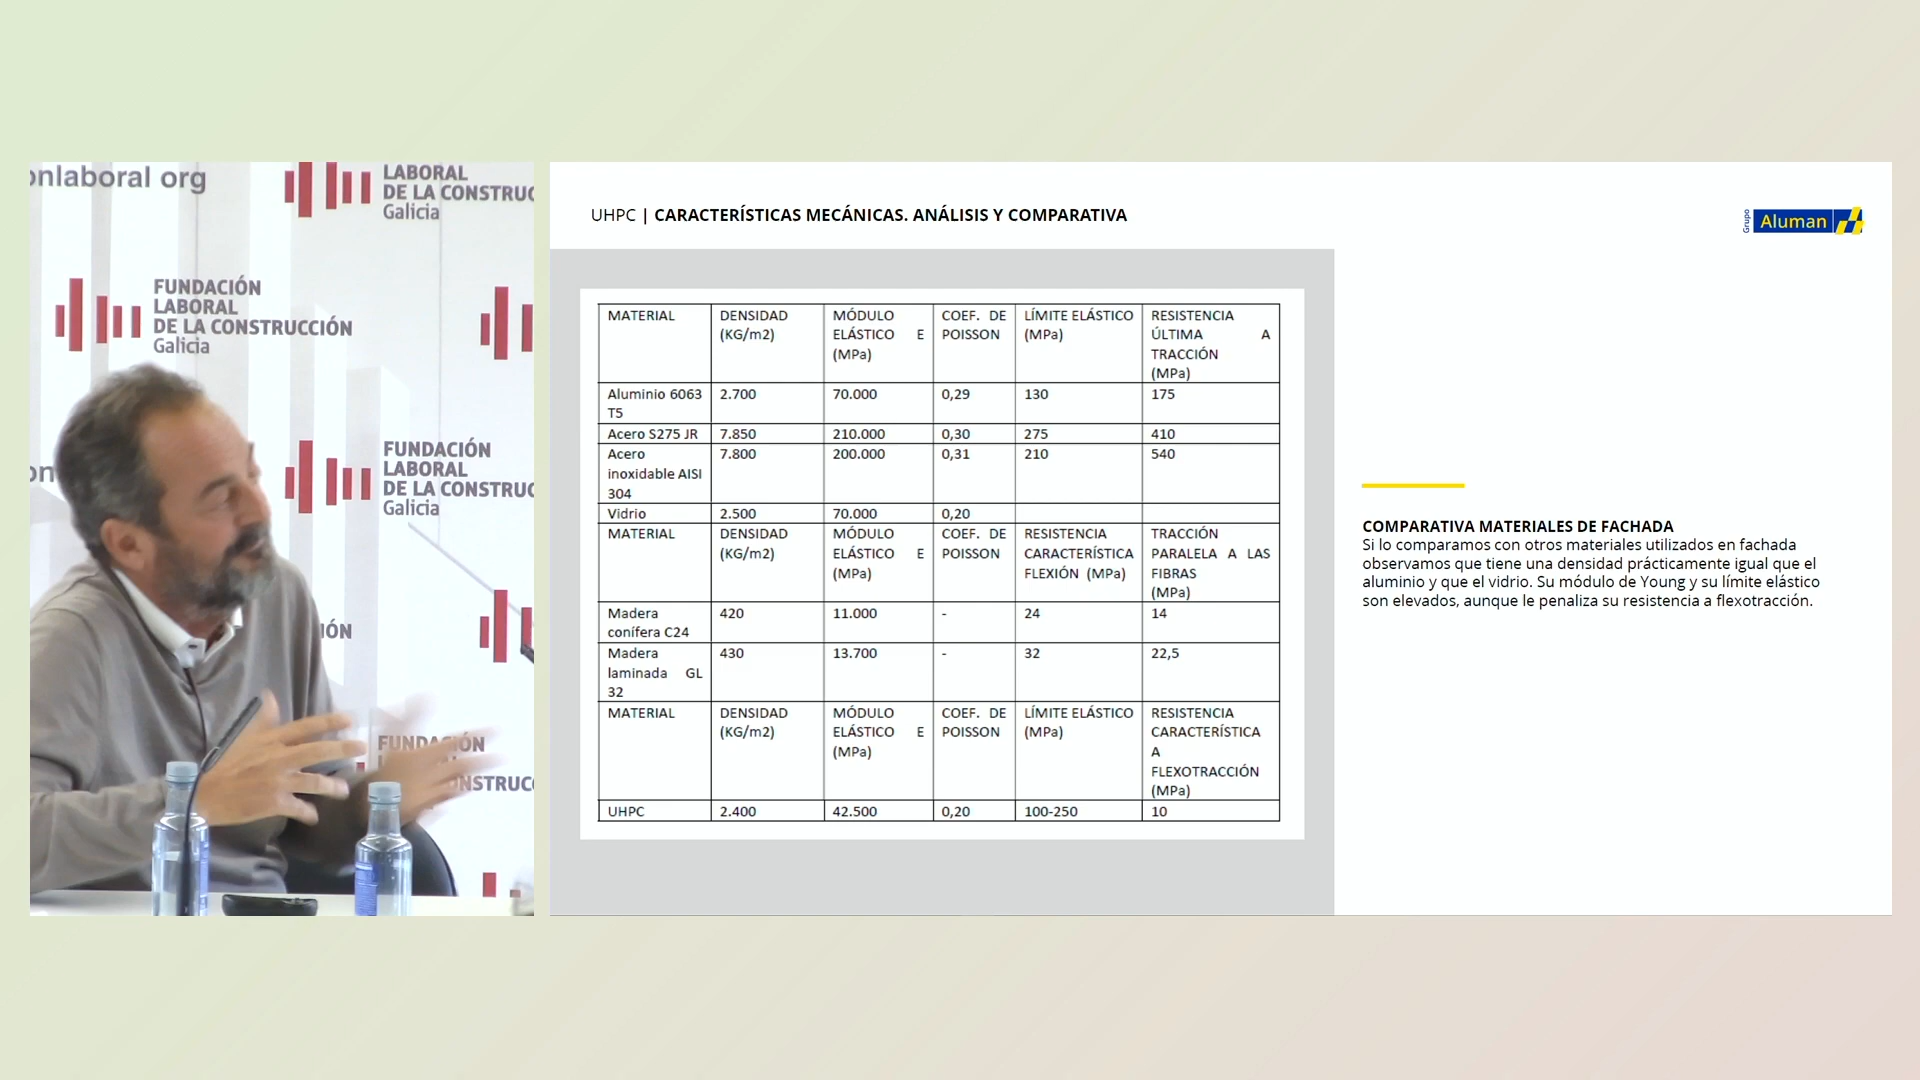 onlaboral org
LABORAL
DE LA CONSTRUC
Galicia
FUNDACIÓN
LABORAL
DE LA CONSTRUCCIÓN
Galicia
FUNDACIÓN
LABORAL
DE LA CONSTRUC
Galicia
on
IÓN
FUNDACIÓN
NSTRUC
UHPC | CARACTERÍSTICAS MECÁNICAS. ANÁLISIS Y COMPARATIVA
Grupo Aluman
MATERIAL DENSIDAD (KG/m2) MÓDULO ELÁSTICO E (MPa) COEF. DE POISSON LÍMITE ELÁSTICO (MPa) RESISTENCIA ÚLTIMA A TRACCIÓN (MPa)
Aluminio 6063 T5 2.700 70.000 0,29 130 175
Acero S275 JR 7.850 210.000 0,30 275 410
Acero inoxidable AISI 304 7.800 200.000 0,31 210 540
Vidrio 2.500 70.000 0,20
MATERIAL DENSIDAD (KG/m2) MÓDULO ELÁSTICO E (MPa) COEF. DE POISSON RESISTENCIA CARACTERÍSTICA FLEXIÓN (MPa) TRACCIÓN PARALELA A LAS FIBRAS (MPa)
Madera conífera C24 420 11.000 - 24 14
Madera laminada GL 32 430 13.700 - 32 22,5
MATERIAL DENSIDAD (KG/m2) MÓDULO ELÁSTICO E (MPa) COEF. DE POISSON LÍMITE ELÁSTICO (MPa) RESISTENCIA CARACTERÍSTICA A FLEXOTRACCIÓN (MPa)
UHPC 2.400 42.500 0,20 100-250 10
COMPARATIVA MATERIALES DE FACHADA
Si lo comparamos con otros materiales utilizados en fachada
observamos que tiene una densidad prácticamente igual que el
aluminio y que el vidrio. Su módulo de Young y su límite elástico
son elevados, aunque le penaliza su resistencia a flexotracción.